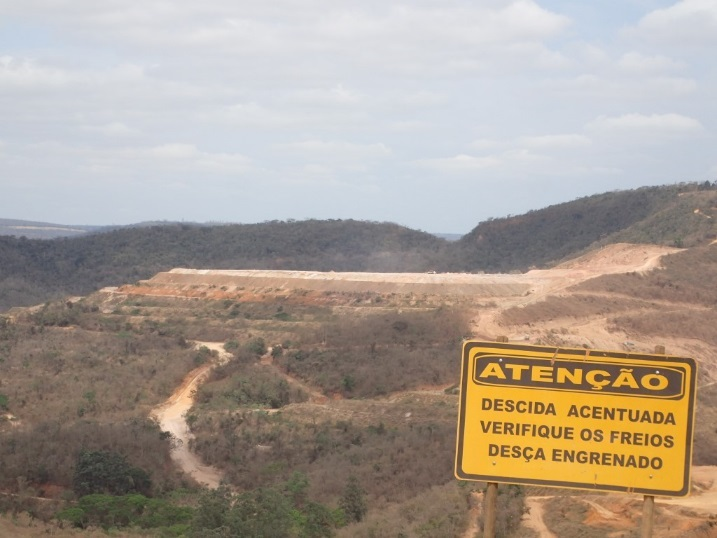 ATENÇÃO
DESCIDA ACENTUADA
VERIFIQUE OS FREIOS
DESÇA ENGRENADO